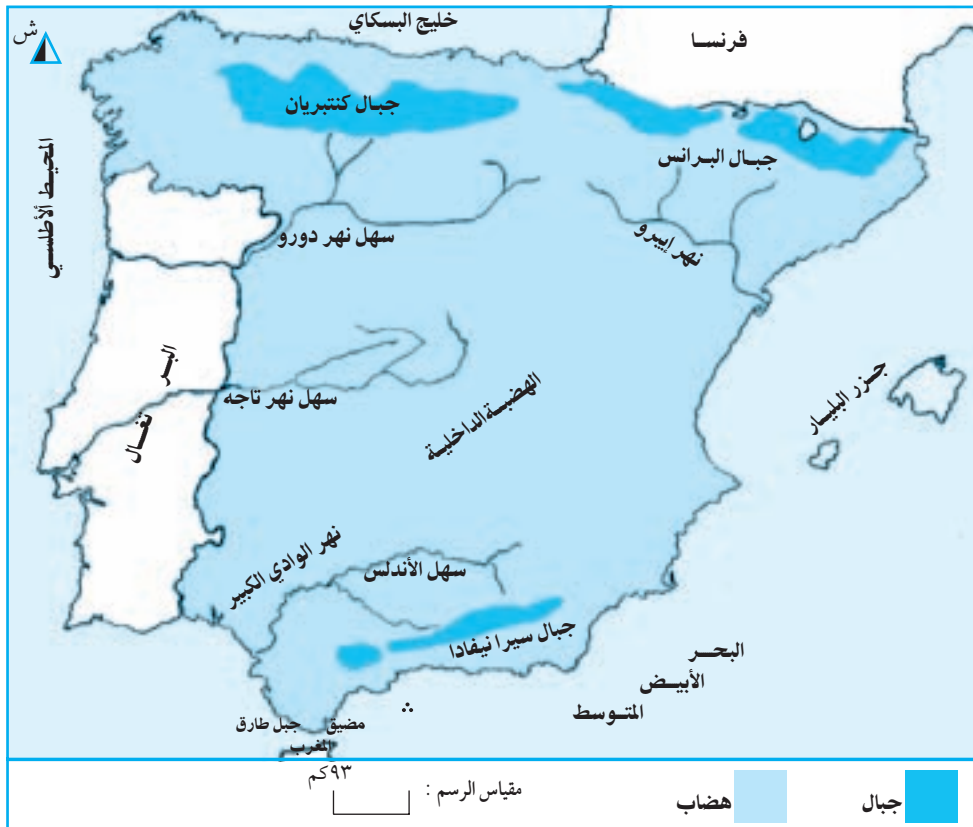 خليج البسكاي
فرنسا
ش
جبال كنتبريان
جبال البرانس
المحيط الأطلسي
سهل نهر دورو
نهر إيبرو
البر تغال
سهل نهر تاجه
الهضبة الداخلية
جزر البليار
نهر الوادي الكبير
سهل الأندلس
جبال سيرا نيفادا
البحر
الأبيض
المتوسط
مضيق جبل طارق
المغرب
٩٣كم
مقياس الرسم :
هضاب
جبال